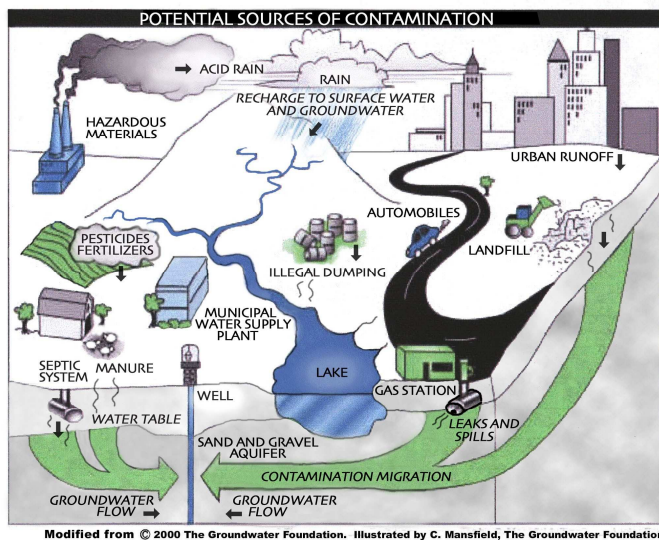 POTENTIAL SOURCES OF CONTAMINATION
ACID RAIN
RAIN
RECHARGE TO SURFACE WATER
AND GROUNDWATER
HAZARDOUS
MATERIALS
URBAN RUNOFF
AUTOMOBILES
PESTICIDES
FERTILIZERS
LANDFILL
ILLEGAL DUMPING
MUNICIPAL
WATER SUPPLY
PLANT
SEPTIC
SYSTEM
MANURE
LAKE
GAS STATION
WELL
WATER TABLE
LEAKS AND
SPILLS
SAND AND GRAVEL
AQUIFER
CONTAMINATION MIGRATION
GROUNDWATER
FLOW
GROUNDWATER
FLOW
Modified from © 2000 The Groundwater Foundation. Illustrated by C. Mansfield, The Groundwater Foundatio